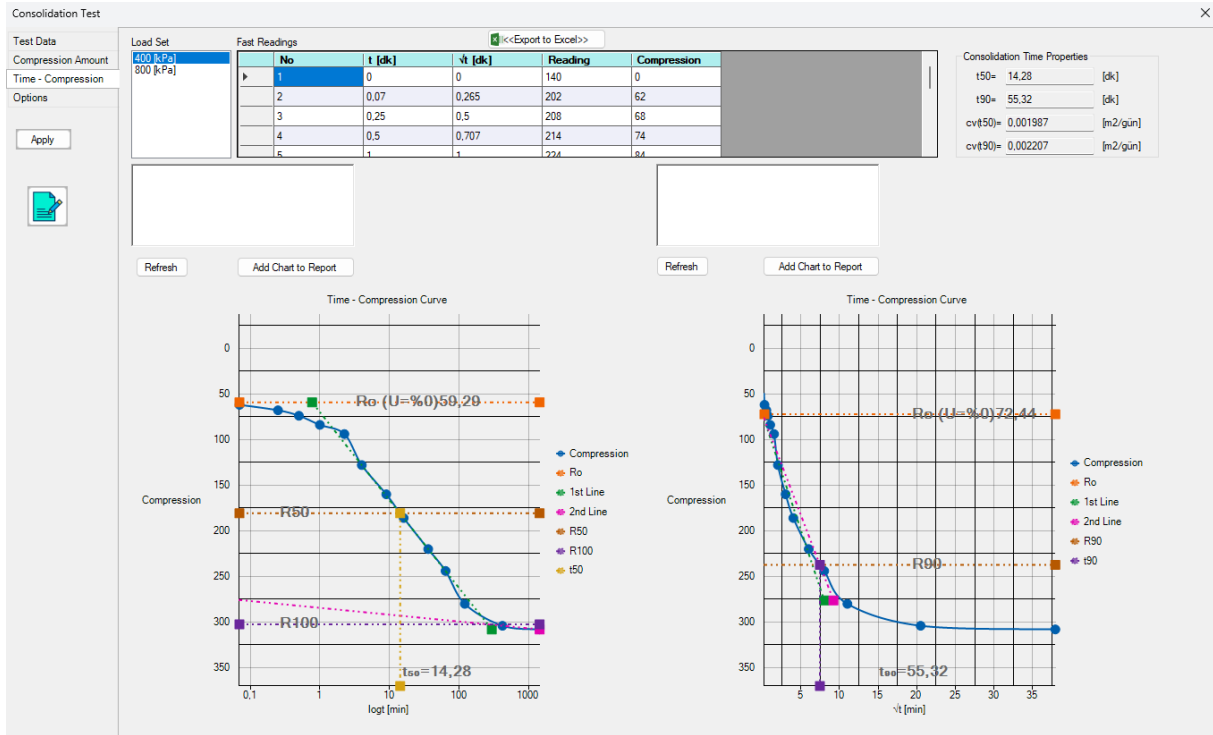 Consolidation Test
Test Data
Compression Amount
Time - Compression
Options
Apply
Load Set
400 [kPa]
800 [kPa]
Fast Readings
<<Export to Excel>>
No t [dk] √t [dk] Reading Compression
1 0 0 140 0
2 0,07 0,265 202 62
3 0,25 0,5 208 68
4 0,5 0,707 214 74
5 1 1 224 84
Consolidation Time Properties
t50= 14,28 [dk]
t90= 55,32 [dk]
cv(t50)= 0,001987 [m2/gün]
cv(t90)= 0,002207 [m2/gün]
Refresh
Add Chart to Report
Refresh
Add Chart to Report
Time - Compression Curve
0
50
100
150
200
250
300
350
Compression
Ro (U=%0)59,29
R50
R100
t₅₀=14,28
0,1 1 10 100 1000
logt [min]
Compression
Ro
1st Line
2nd Line
R50
R100
t50
Time - Compression Curve
0
50
100
150
200
250
300
350
Compression
Ro (U=%0)72,44
R90
t₉₀=55,32
5 10 15 20 25 30 35
√t [min]
Compression
Ro
1st Line
2nd Line
R90
t90